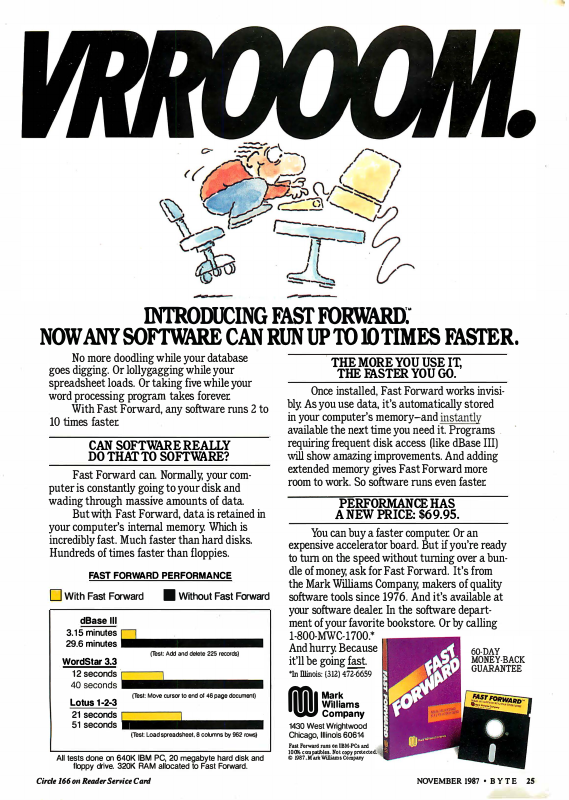 VRROOOM.
INTRODUCING FAST FORWARD.™
NOW ANY SOFTWARE CAN RUN UP TO 10 TIMES FASTER.
No more doodling while your database
goes digging. Or lollygagging while your
spreadsheet loads. Or taking five while your
word processing program takes forever.
With Fast Forward, any software runs 2 to
10 times faster.
CAN SOFTWARE REALLY
DO THAT TO SOFTWARE?
Fast Forward can. Normally, your com-
puter is constantly going to your disk and
wading through massive amounts of data.
But with Fast Forward, data is retained in
your computer's internal memory. Which is
incredibly fast. Much faster than hard disks.
Hundreds of times faster than floppies.
FAST FORWARD PERFORMANCE
With Fast Forward
Without Fast Forward
dBase III
3.15 minutes
29.6 minutes
(Test: Add and delete 225 records)
WordStar 3.3
12 seconds
40 seconds
(Test: Move cursor to end of 46 page document)
Lotus 1-2-3
21 seconds
51 seconds
(Test: Load spreadsheet, 8 columns by 982 rows)
All tests done on 640K IBM PC, 20 megabyte hard disk and
floppy drive. 320K RAM allocated to Fast Forward.
THE MORE YOU USE IT,
THE FASTER YOU GO.
Once installed, Fast Forward works invisi-
bly. As you use data, it's automatically stored
in your computer's memory–and instantly
available the next time you need it. Programs
requiring frequent disk access (like dBase III)
will show amazing improvements. And adding
extended memory gives Fast Forward more
room to work. So software runs even faster.
PERFORMANCE HAS
A NEW PRICE: $69.95.
You can buy a faster computer. Or an
expensive accelerator board. But if you're ready
to turn on the speed without turning over a bun-
dle of money, ask for Fast Forward. It's from
the Mark Williams Company, makers of quality
software tools since 1976. And it's available at
your software dealer. In the software depart-
ment of your favorite bookstore. Or by calling
1-800-MWC-1700.*
And hurry. Because
it'll be going fast.
*In Illinois: (312) 472-6659
Mark
Williams
Company
1430 West Wrightwood
Chicago, Illinois 60614
Fast Forward runs on IBM-PCs and
100% compatibles. Not copy protected.
© 1987, Mark Williams Company
60-DAY
MONEY-BACK
GUARANTEE
FAST
FORWARD
FAST FORWARD
FAST FORWARD
Circle 166 on Reader Service Card
NOVEMBER 1987 • BYTE 25